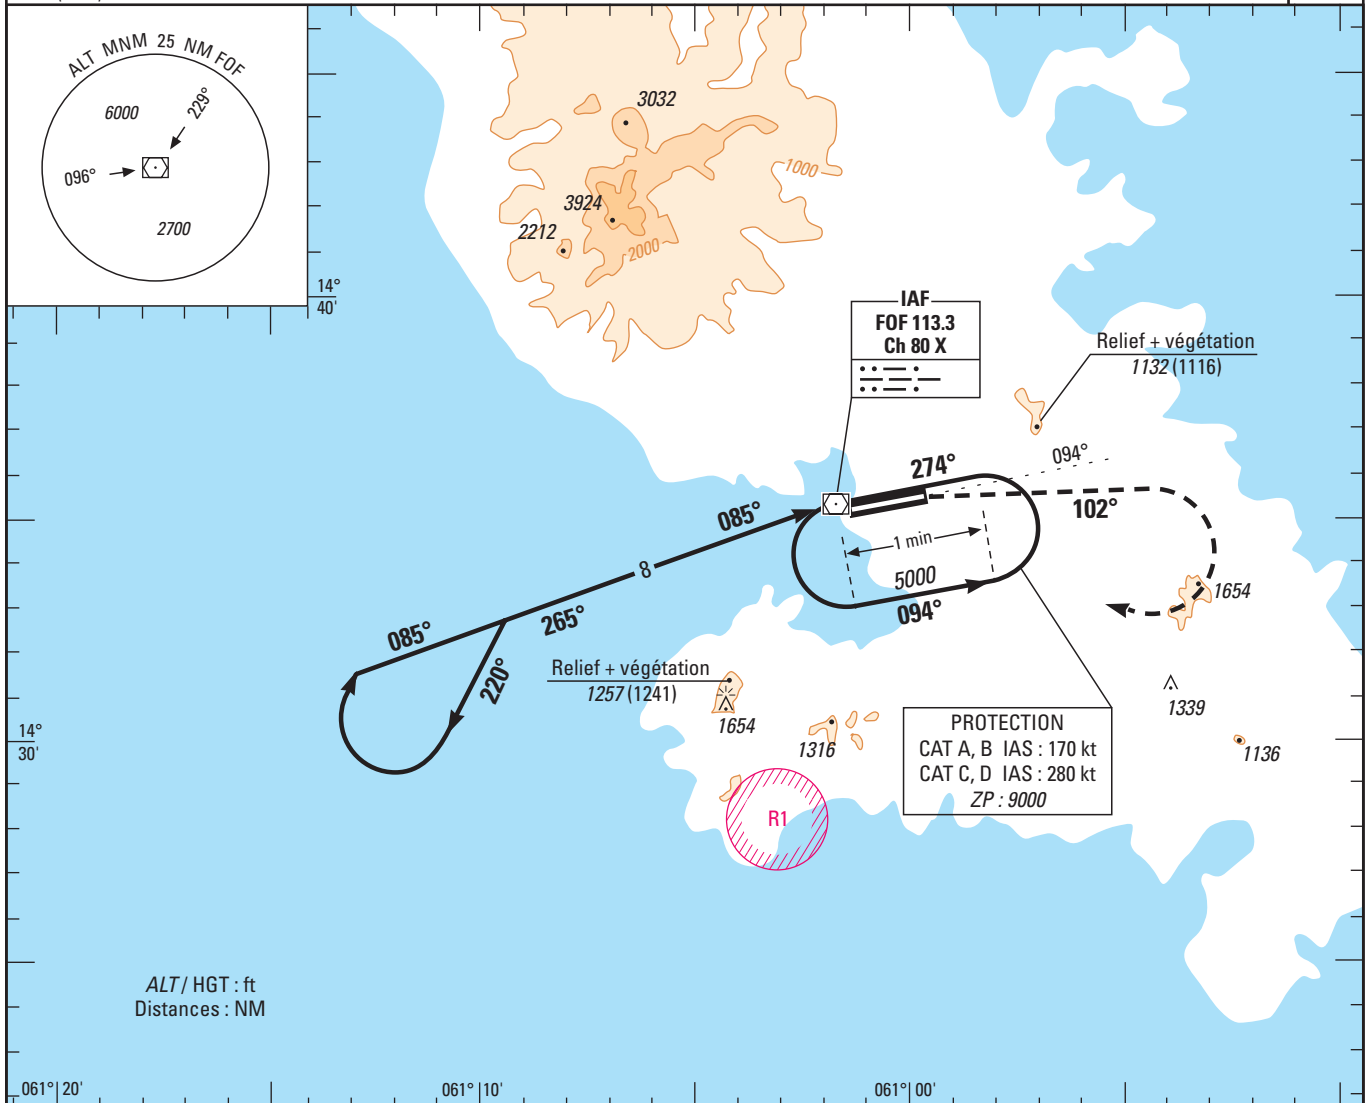 ALT MNM 25 NM FOF
6000
229°
096°
2700
14°
40'
3032
3924
2212
1000
2000
IAF
FOF 113.3
Ch 80 X
Relief + végétation
1132 (1116)
274°
094°
102°
085°
1 min
8
5000
094°
085°
265°
220°
1654
Relief + végétation
1257 (1241)
1654
1316
1339
1136
14°
30'
PROTECTION
CAT A, B IAS : 170 kt
CAT C, D IAS : 280 kt
ZP : 9000
R1
ALT / HGT : ft
Distances : NM
061° 20'
061° 10'
061° 00'